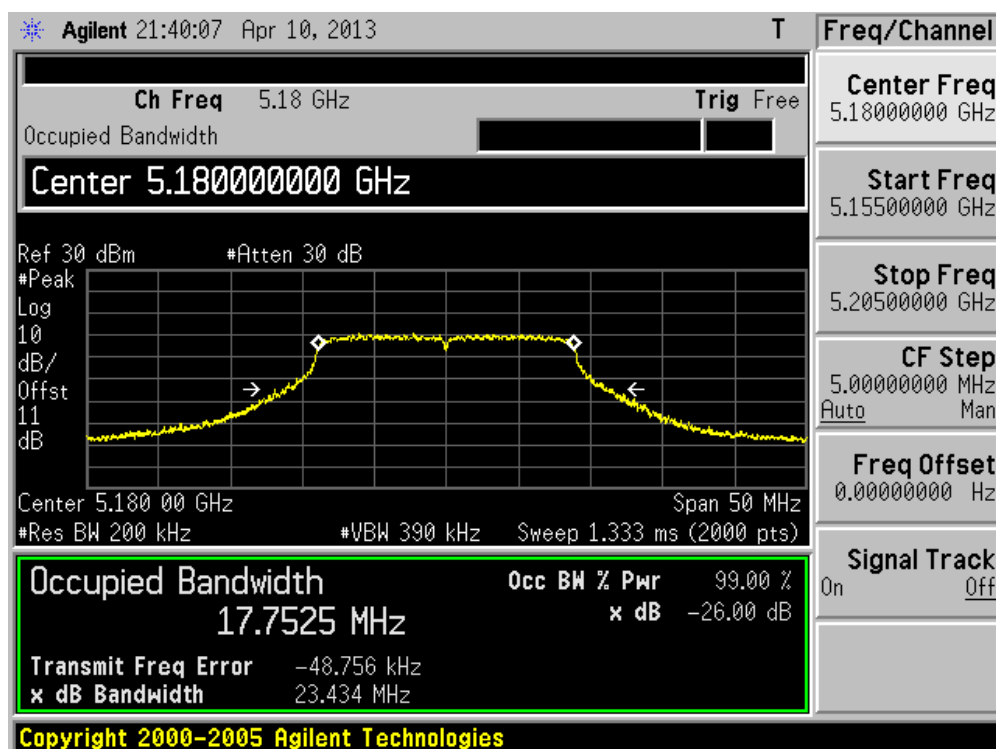 Agilent 21:40:07 Apr 10, 2013 T
Ch Freq 5.18 GHz Trig Free
Occupied Bandwidth
Center 5.180000000 GHz
Ref 30 dBm #Atten 30 dB
#Peak
Log
10
dB/
Offst
11
dB
Center 5.180 00 GHz Span 50 MHz
#Res BW 200 kHz #VBW 390 kHz Sweep 1.333 ms (2000 pts)
Occupied Bandwidth Occ BW % Pwr 99.00 %
17.7525 MHz x dB -26.00 dB
Transmit Freq Error -48.756 kHz
x dB Bandwidth 23.434 MHz
Copyright 2000-2005 Agilent Technologies
Freq/Channel
Center Freq
5.18000000 GHz
Start Freq
5.15500000 GHz
Stop Freq
5.20500000 GHz
CF Step
5.00000000 MHz
Auto Man
Freq Offset
0.00000000 Hz
Signal Track
On Off